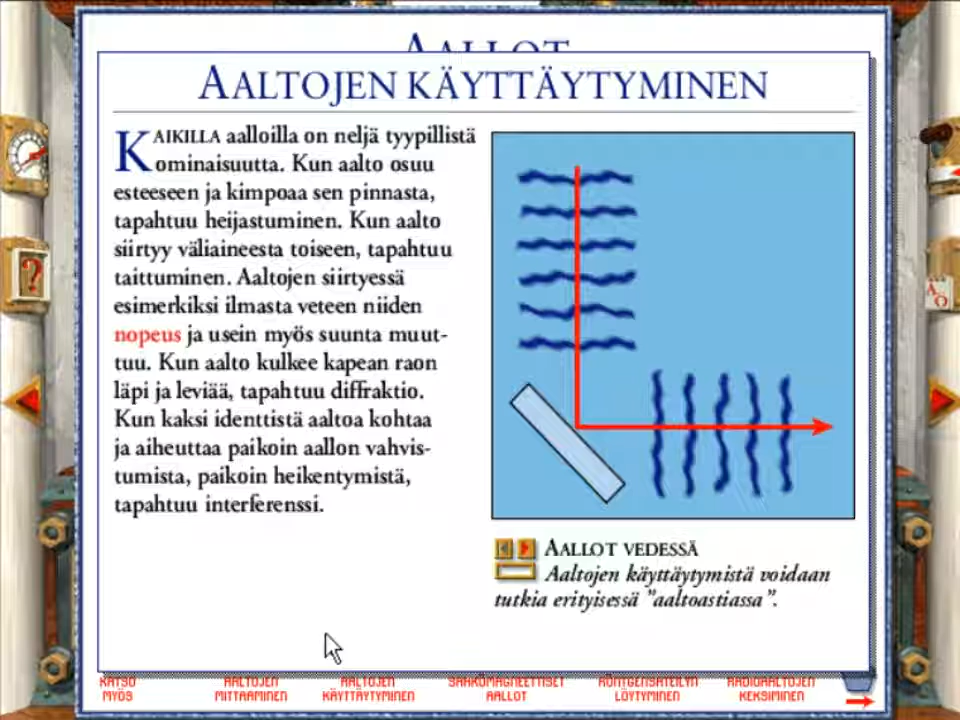 AALLOT
AALTOJEN KÄYTTÄYTYMINEN
KAIKILLA aalloilla on neljä tyypillistä
ominaisuutta. Kun aalto osuu
esteeseen ja kimpoaa sen pinnasta,
tapahtuu heijastuminen. Kun aalto
siirtyy väliaineesta toiseen, tapahtuu
taittuminen. Aaltojen siirtyessä
esimerkiksi ilmasta veteen niiden
nopeus ja usein myös suunta muut-
tuu. Kun aalto kulkee kapean raon
läpi ja leviää, tapahtuu diffraktio.
Kun kaksi identtistä aaltoa kohtaa
ja aiheuttaa paikoin aallon vahvis-
tumista, paikoin heikentymistä,
tapahtuu interferenssi.
AALLOT VEDESSÄ
Aaltojen käyttäytymistä voidaan
tutkia erityisessä "aaltoastiassa".
KATSO
MYÖS
AALTOJEN
MITTAAMINEN
AALTOJEN
KÄYTTÄYTYMINEN
SÄHKÖMAGNEETTISET
AALLOT
RÖNTGENSÄTEILYN
LÖYTYMINEN
RADIOAALTOJEN
KEKSIMINEN
?